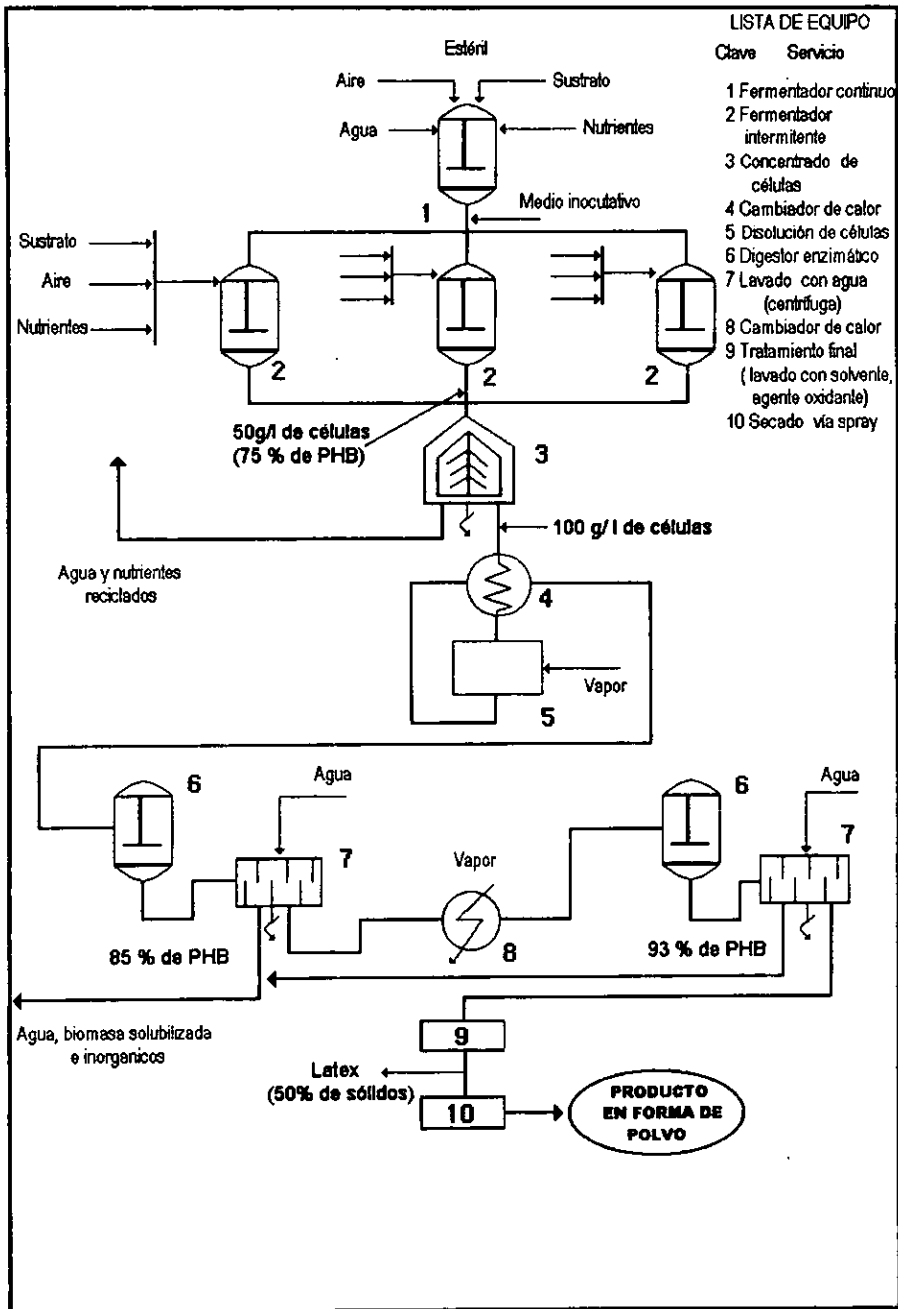 LISTA DE EQUIPO
Clave Servicio
1 Fermentador continuo
2 Fermentador
intermitente
3 Concentrado de
células
4 Cambiador de calor
5 Disolución de células
6 Digestor enzimático
7 Lavado con agua
(centrífuga)
8 Cambiador de calor
9 Tratamiento final
( lavado con solvente,
agente oxidante)
10 Secado vía spray
Estéril
Aire
Sustrato
Agua
Nutrientes
1
Medio inoculativo
Sustrato
Aire
Nutrientes
2
2
2
50g/l de células
(75 % de PHB)
3
100 g/ l de células
Agua y nutrientes
reciclados
4
Vapor
5
6
Agua
7
Vapor
8
6
Agua
7
85 % de PHB
93 % de PHB
Agua, biomasa solubilizada
e inorganicos
9
Latex
(50% de sólidos)
10
PRODUCTO
EN FORMA DE
POLVO